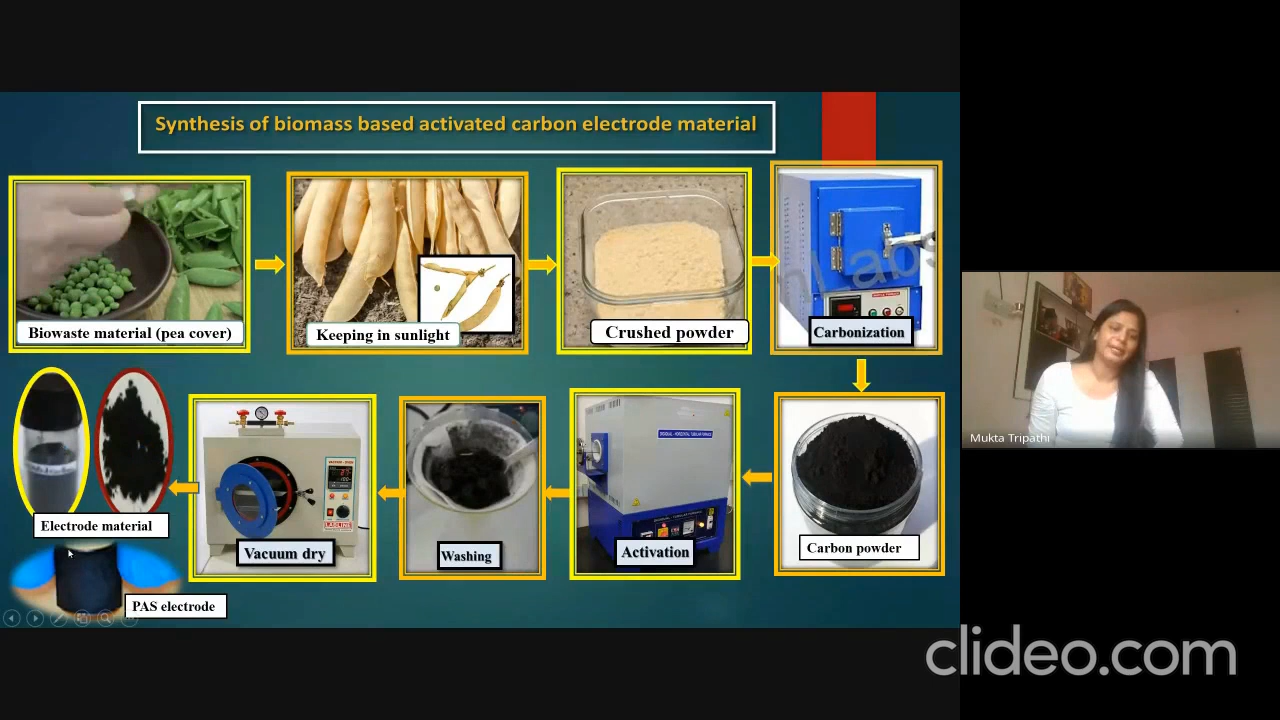 Synthesis of biomass based activated carbon electrode material
Biowaste material (pea cover)
Keeping in sunlight
Crushed powder
Carbonization
Mukta Tripathi
Electrode material
Vacuum dry
Washing
Activation
Carbon powder
PAS electrode
clideo.com